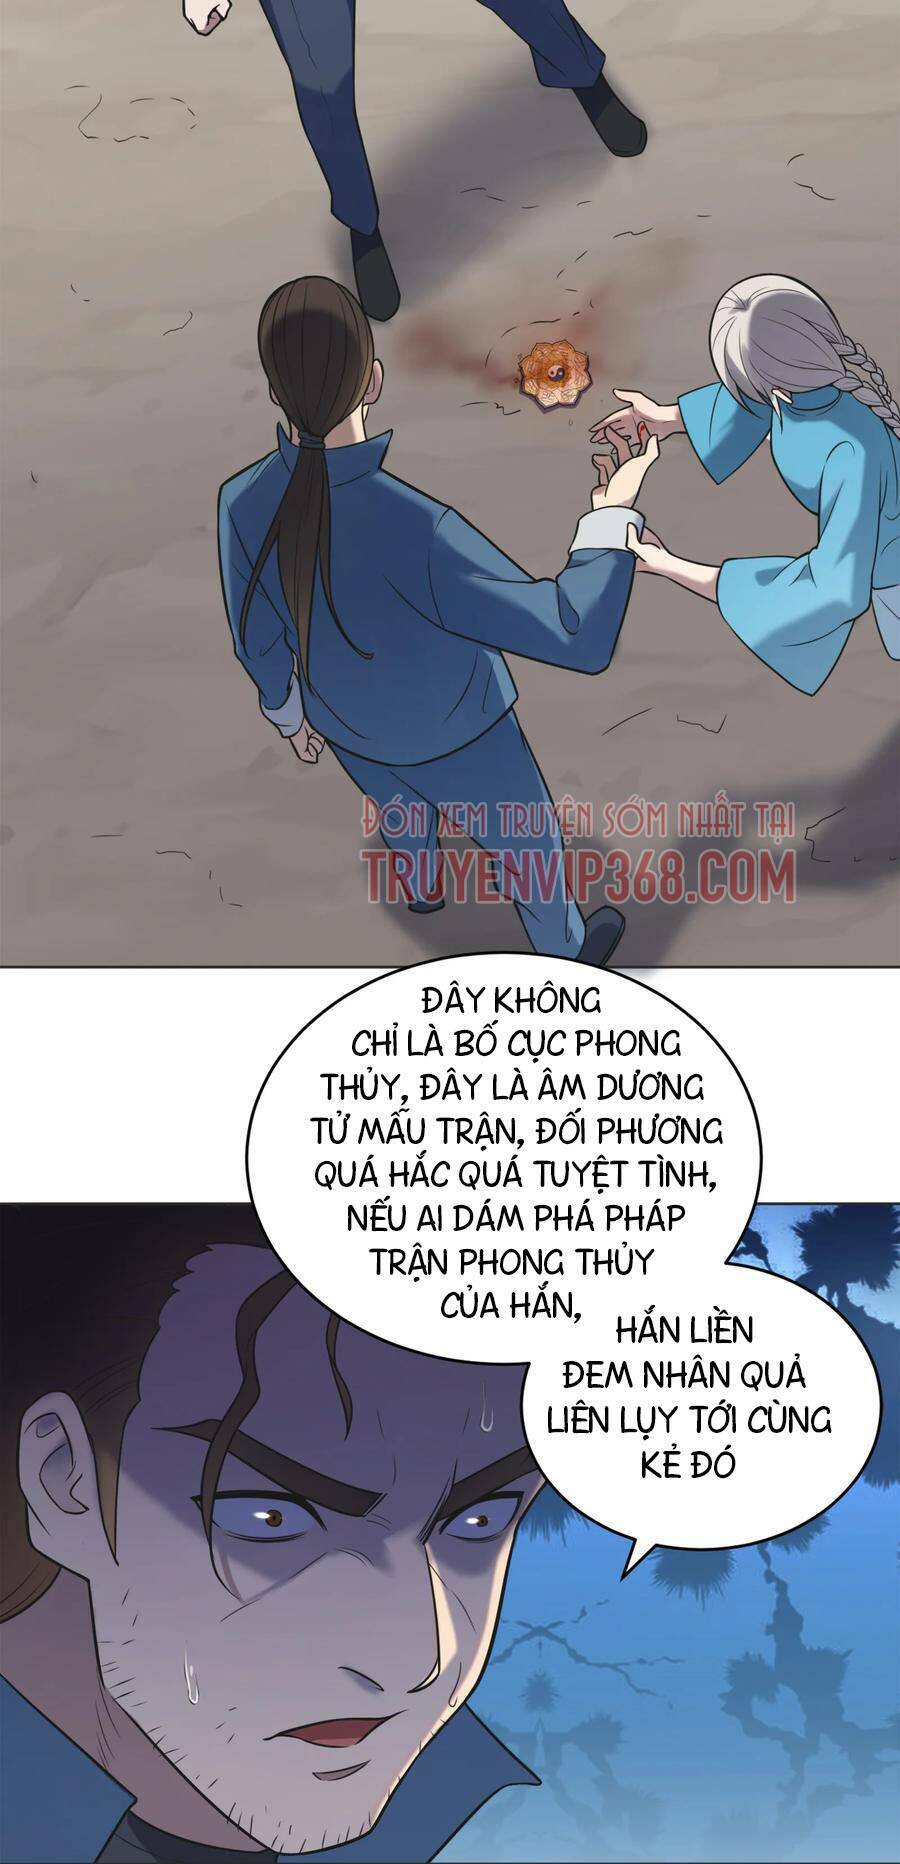 ĐÓN XEM TRUYỆN SỚM NHẤT TẠI
TRUYENVIP368.COM
ĐÂY KHÔNG
CHỈ LÀ BỐ CỤC PHONG
THỦY, ĐÂY LÀ ÂM DƯƠNG
TỬ MẪU TRẬN, ĐỐI PHƯƠNG
QUÁ HẮC QUÁ TUYỆT TÌNH,
NẾU AI DÁM PHÁ PHÁP
TRẬN PHONG THỦY
CỦA HẮN,
HẮN LIỀN
ĐEM NHÂN QUẢ
LIÊN LỤY TỚI CÙNG
KẺ ĐÓ